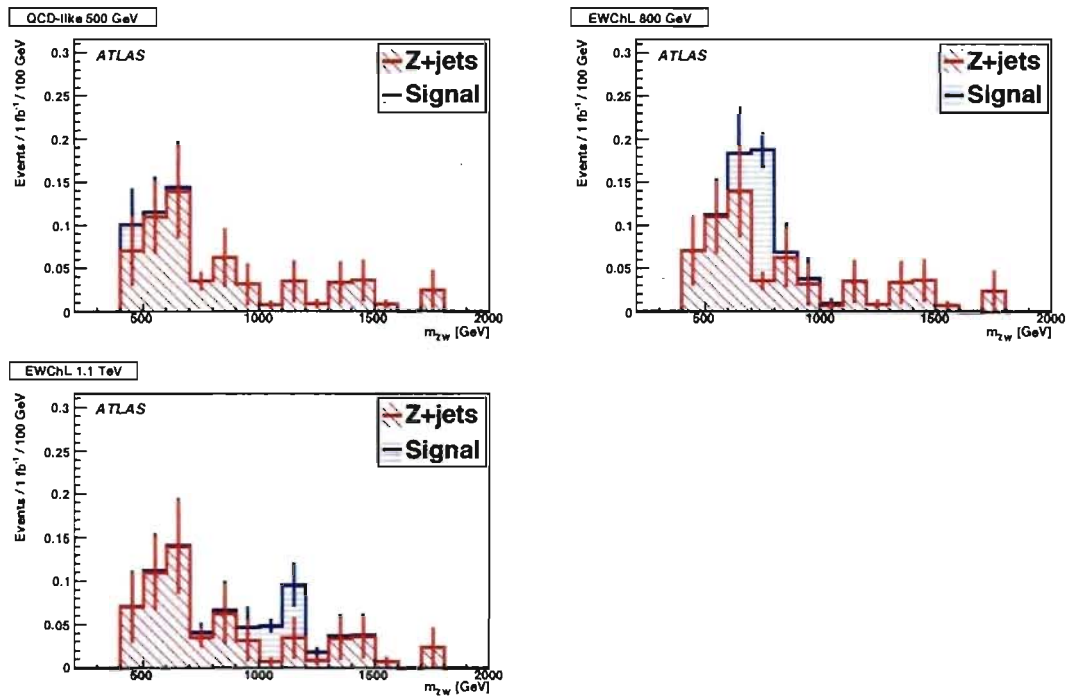 QCD-like 500 GeV
Events / 1 fb⁻¹ / 100 GeV
0.3
0.25
0.2
0.15
0.1
0.05
0
ATLAS
Z+jets
Signal
500
1000
1500
2000
m_ZW [GeV]
EWChL 800 GeV
Events / 1 fb⁻¹ / 100 GeV
0.3
0.25
0.2
0.15
0.1
0.05
0
ATLAS
Z+jets
Signal
500
1000
1500
2000
m_ZW [GeV]
EWChL 1.1 TeV
Events / 1 fb⁻¹ / 100 GeV
0.3
0.25
0.2
0.15
0.1
0.05
0
ATLAS
Z+jets
Signal
500
1000
1500
2000
m_ZW [GeV]